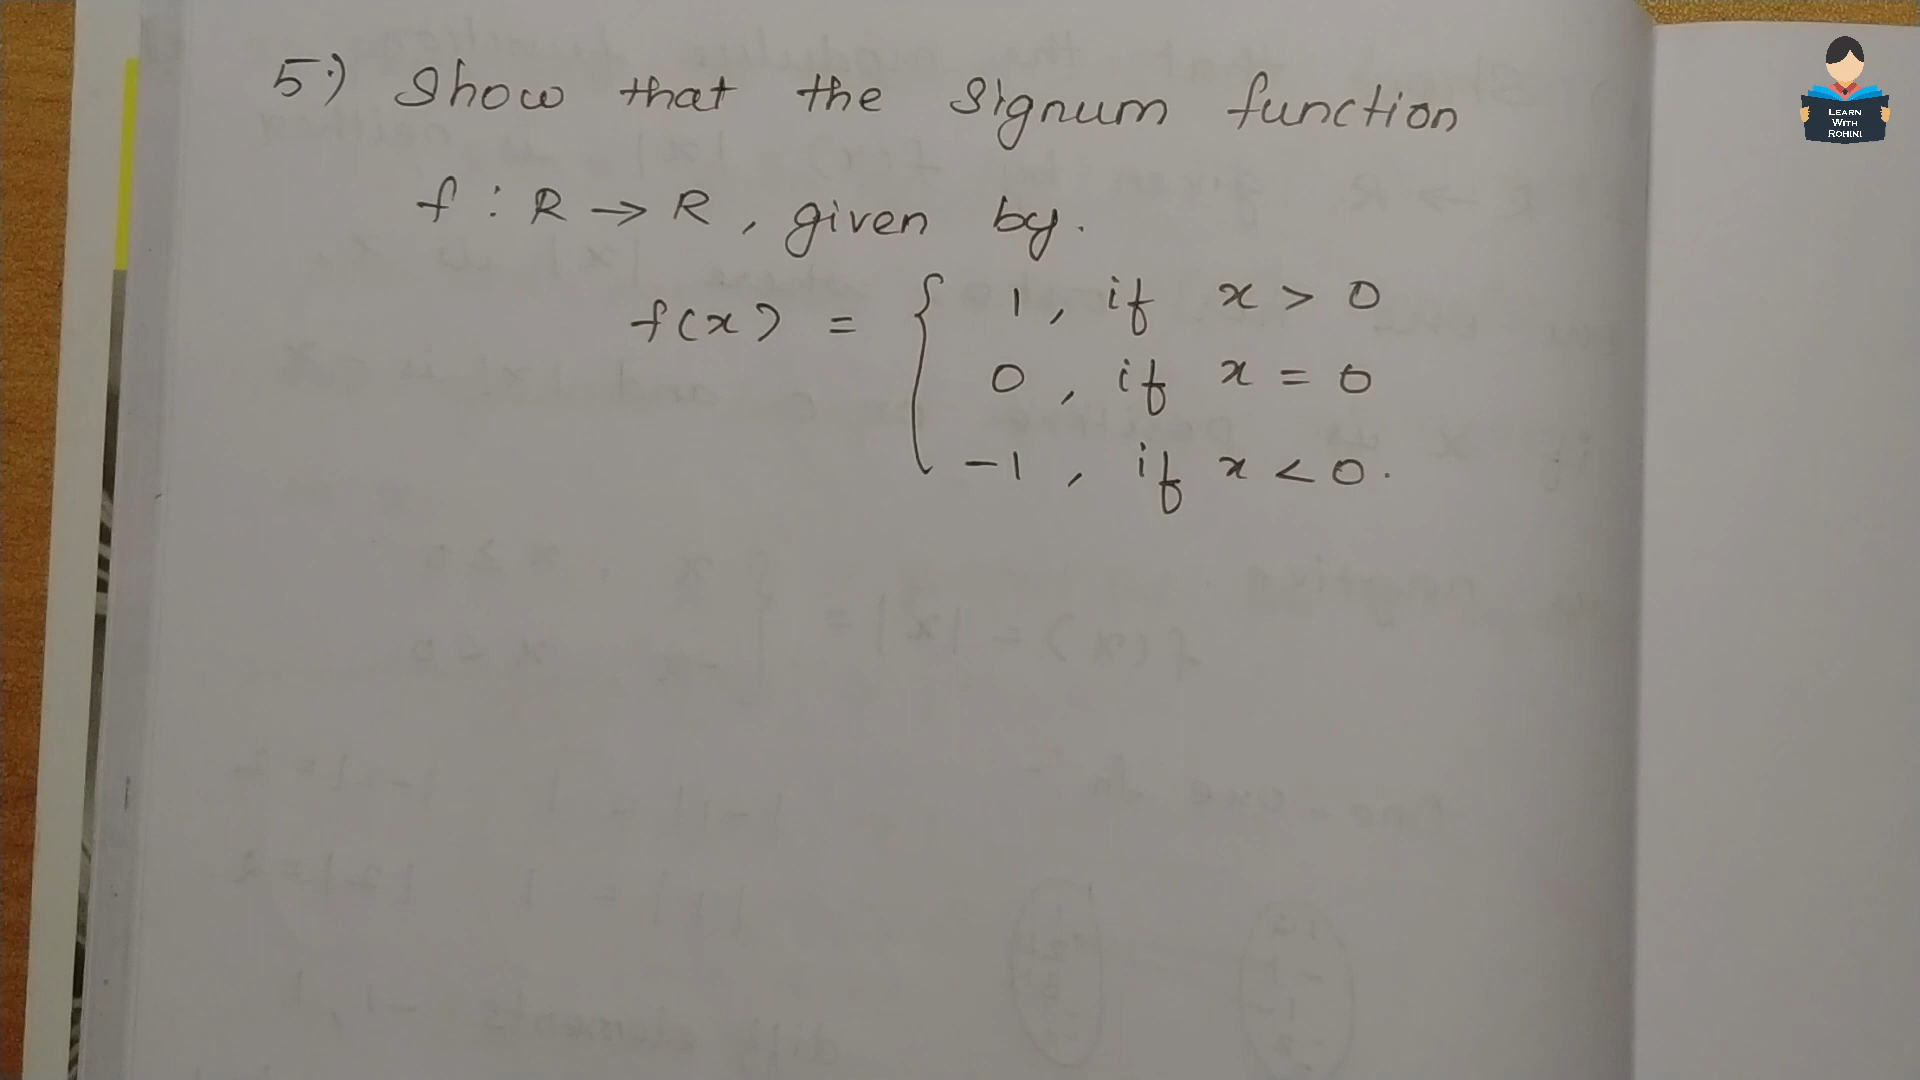 5.) Show that the Signum function
f : R → R, given by.
f(x) = { 1, if x > 0
0, if x = 0
-1, if x < 0.
LEARN
WITH
ROHINI